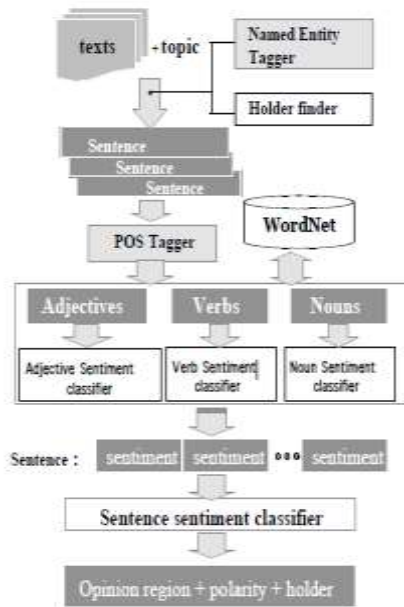 texts
+topic
Named Entity
Tagger
Holder finder
Sentence
Sentence
Sentence
POS Tagger
WordNet
Adjectives
Verbs
Nouns
Adjective Sentiment
classifier
Verb Sentiment
classifier
Noun Sentiment
classifier
Sentence : sentiment sentiment ••• sentiment
Sentence sentiment classifier
Opinion region + polarity + holder